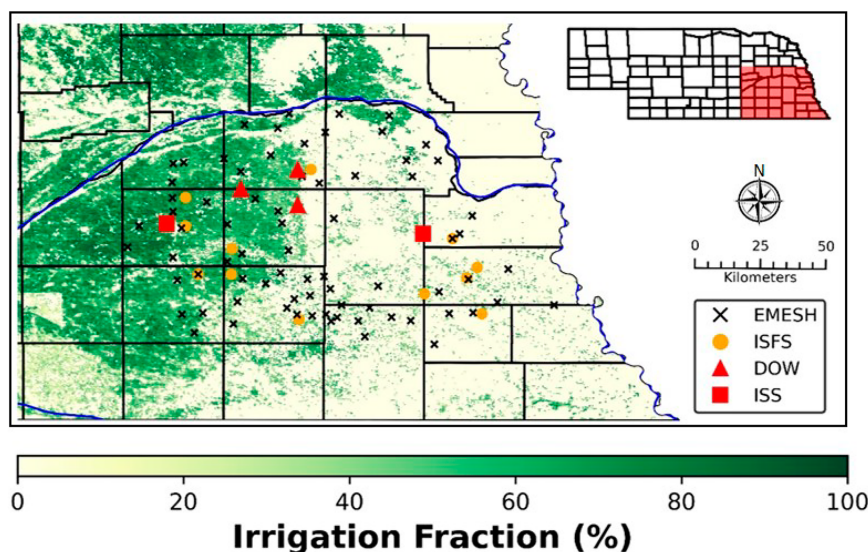 N
0 25 50
Kilometers
EMESH
ISFS
DOW
ISS
0 20 40 60 80 100
Irrigation Fraction (%)